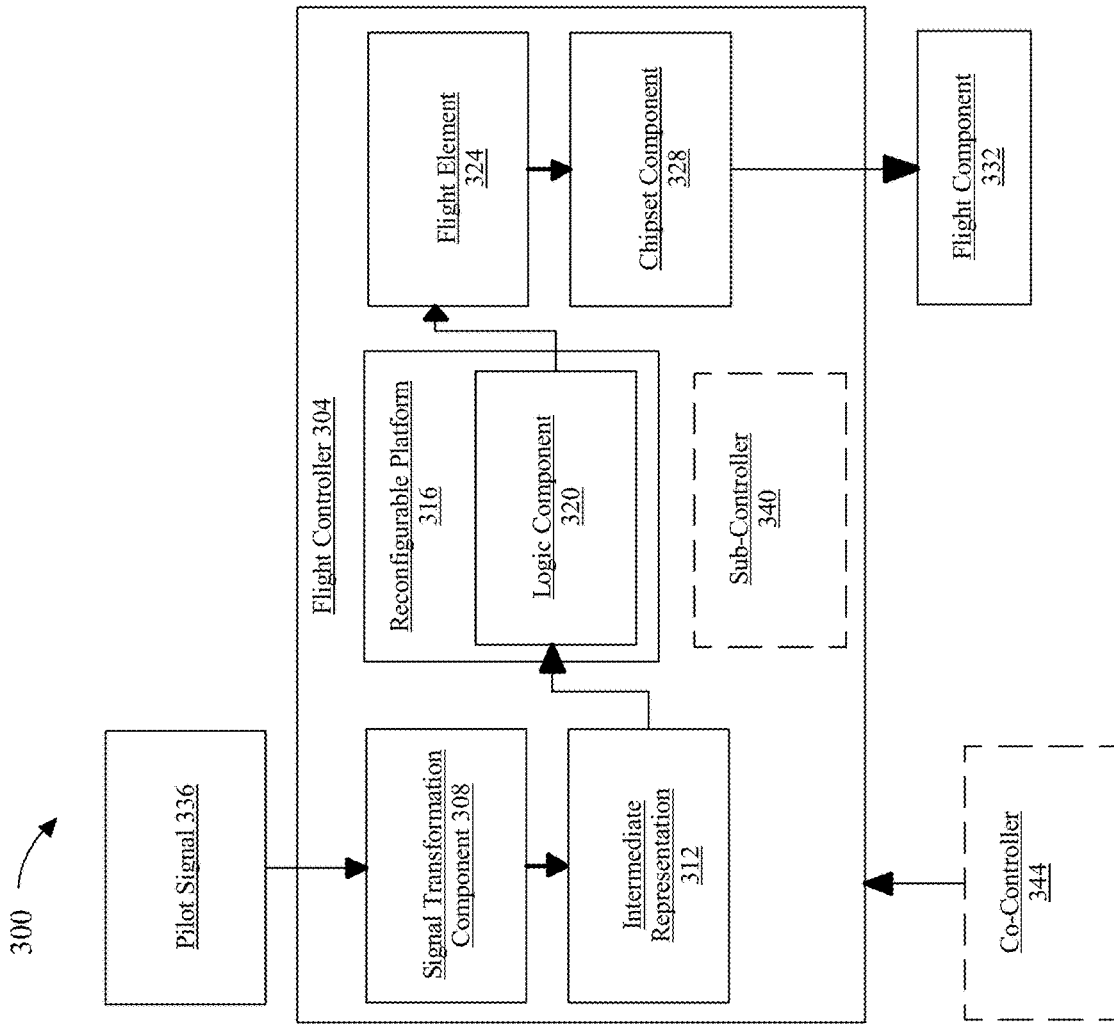 300
Pilot Signal 336
Flight Controller 304
Signal Transformation
Component 308
Intermediate
Representation
312
Reconfigurable Platform
316
Logic Component
320
Flight Element
324
Chipset Component
328
Sub-Controller
340
Co-Controller
344
Flight Component
332